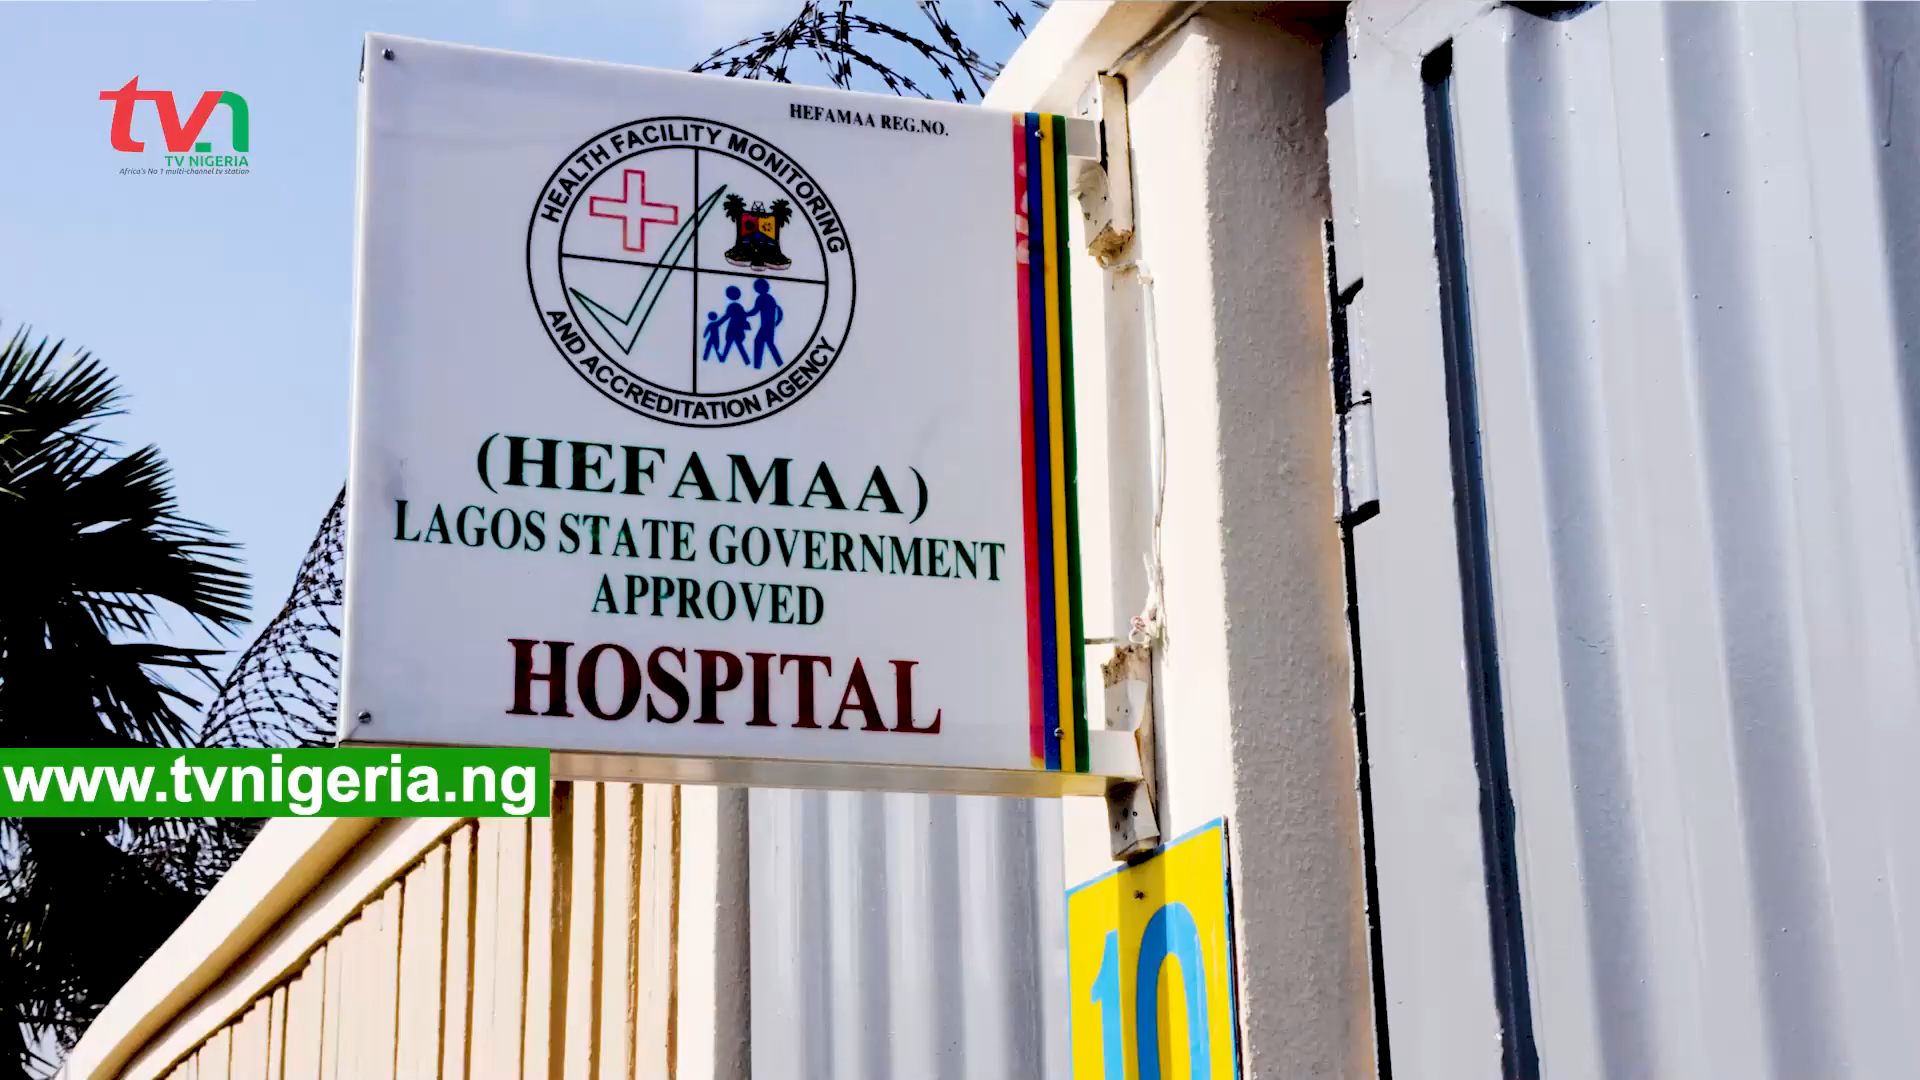 tvn
TV NIGERIA
Africa's No 1 multi-channel tv station
HEFAMAA REG.NO.
HEALTH FACILITY MONITORING
AND ACCREDITATION AGENCY
(HEFAMAA)
LAGOS STATE GOVERNMENT
APPROVED
HOSPITAL
www.tvnigeria.ng
10